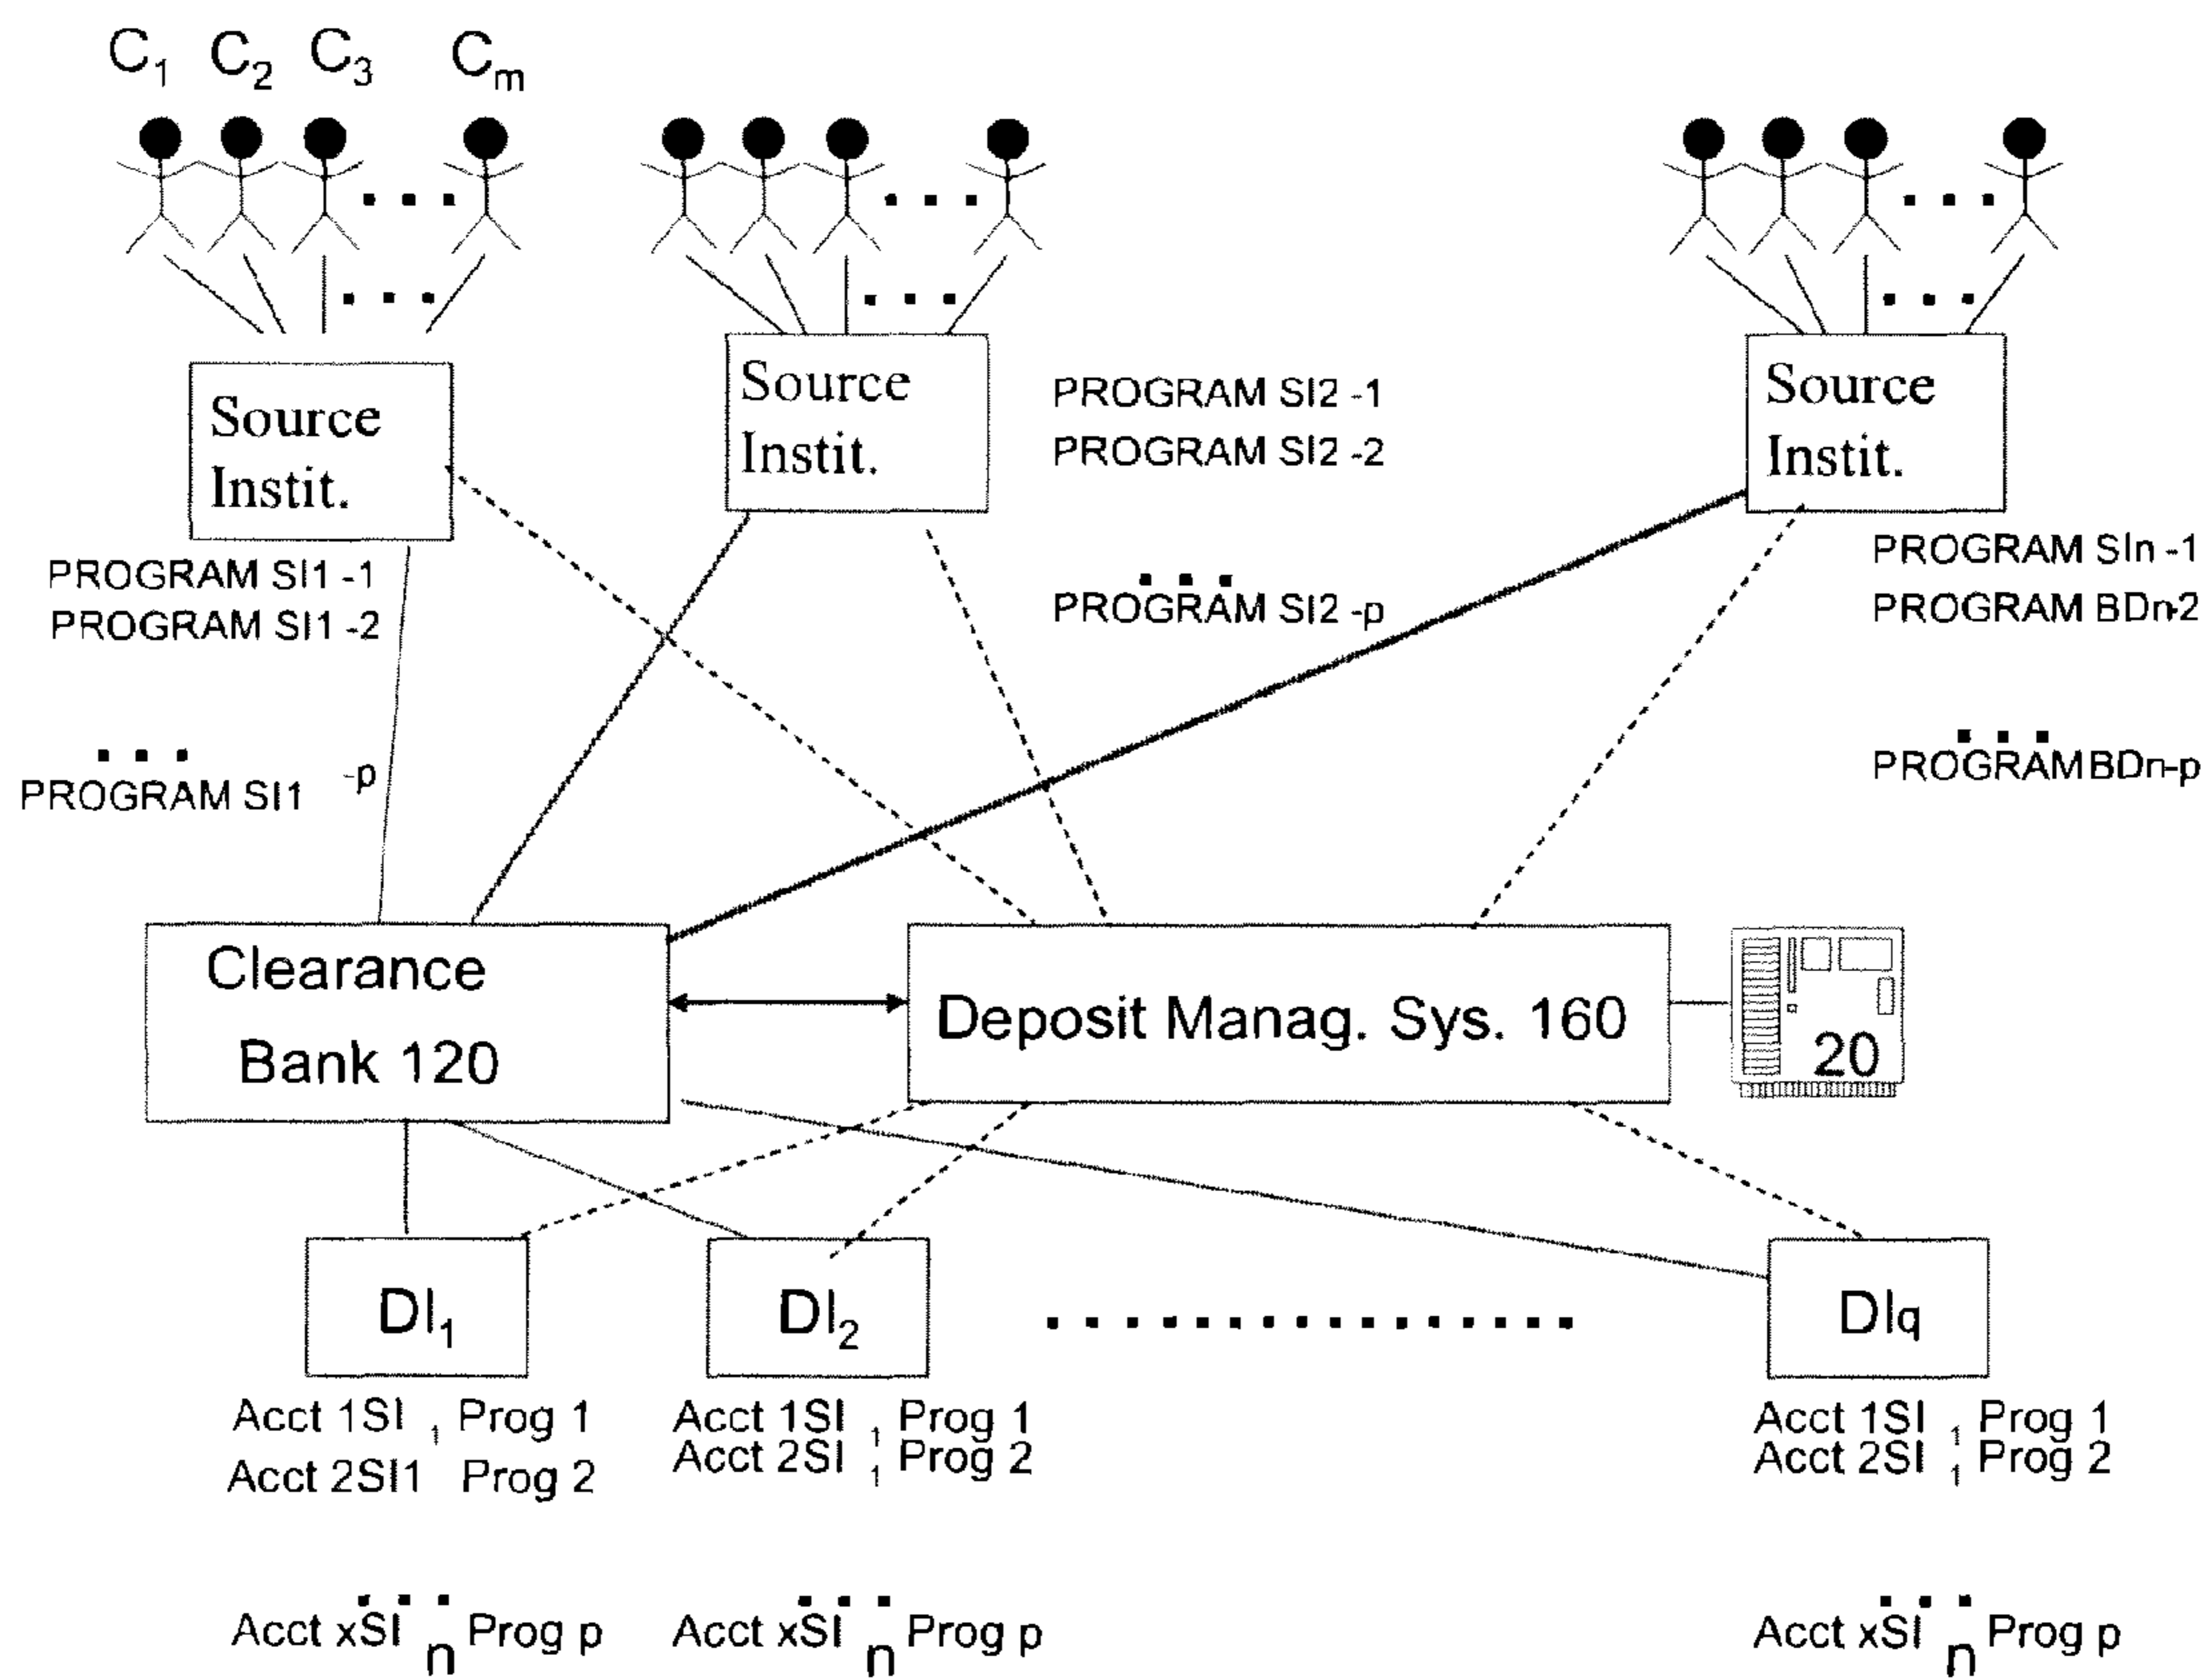 C1 C2 C3 Cm
Source
Instit.
PROGRAM SI1 -1
PROGRAM SI1 -2
PROGRAM SI1 -p
Source
Instit.
PROGRAM SI2 -1
PROGRAM SI2 -2
PROGRAM SI2 -p
Source
Instit.
PROGRAM SIn -1
PROGRAM BDn-2
PROGRAMBDn-p
Clearance
Bank 120
Deposit Manag. Sys. 160
20
DI1
Acct 1SI 1 Prog 1
Acct 2SI1 Prog 2
Acct xSI n Prog p
DI2
Acct 1SI 1 Prog 1
Acct 2SI 1 Prog 2
Acct xSI n Prog p
DIq
Acct 1SI 1 Prog 1
Acct 2SI 1 Prog 2
Acct xSI n Prog p